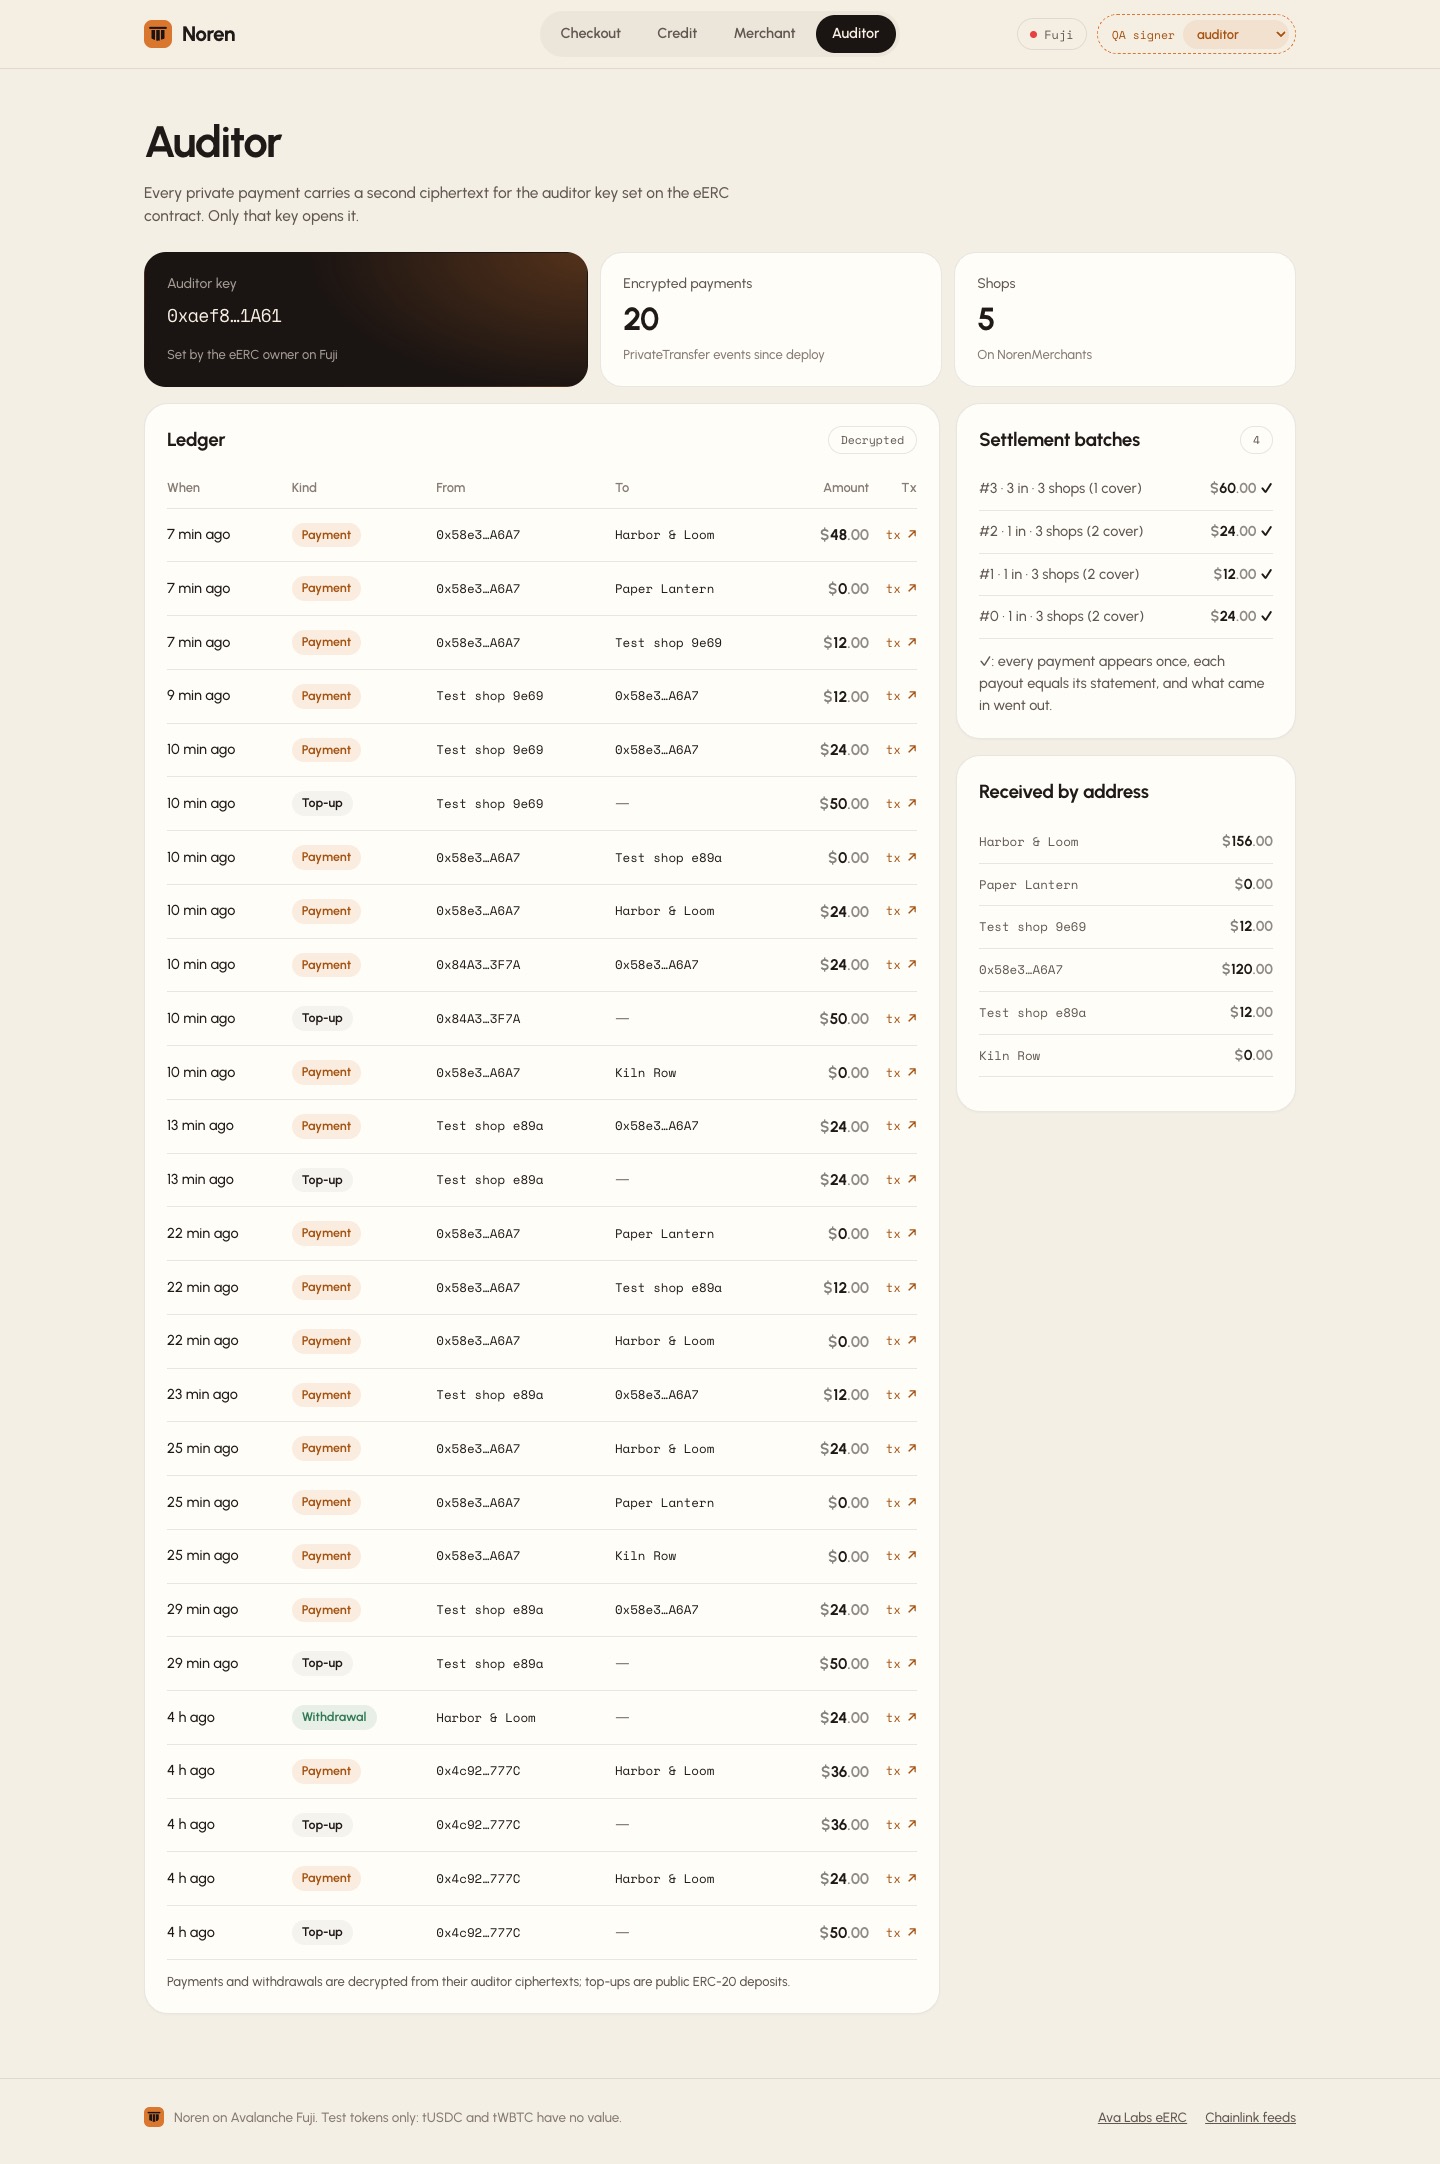 Noren
Checkout Credit Merchant Auditor
Fuji
QA signer auditor
Auditor
Every private payment carries a second ciphertext for the auditor key set on the eERC
contract. Only that key opens it.
Auditor key
0xaef8…1A61
Set by the eERC owner on Fuji
Encrypted payments
20
PrivateTransfer events since deploy
Shops
5
On NorenMerchants
Ledger Decrypted
When Kind From To Amount Tx
7 min ago Payment 0x58e3…A6A7 Harbor & Loom $48.00 tx ↗
7 min ago Payment 0x58e3…A6A7 Paper Lantern $0.00 tx ↗
7 min ago Payment 0x58e3…A6A7 Test shop 9e69 $12.00 tx ↗
9 min ago Payment Test shop 9e69 0x58e3…A6A7 $12.00 tx ↗
10 min ago Payment Test shop 9e69 0x58e3…A6A7 $24.00 tx ↗
10 min ago Top-up Test shop 9e69 — $50.00 tx ↗
10 min ago Payment 0x58e3…A6A7 Test shop e89a $0.00 tx ↗
10 min ago Payment 0x58e3…A6A7 Harbor & Loom $24.00 tx ↗
10 min ago Payment 0x84A3…3F7A 0x58e3…A6A7 $24.00 tx ↗
10 min ago Top-up 0x84A3…3F7A — $50.00 tx ↗
10 min ago Payment 0x58e3…A6A7 Kiln Row $0.00 tx ↗
13 min ago Payment Test shop e89a 0x58e3…A6A7 $24.00 tx ↗
13 min ago Top-up Test shop e89a — $24.00 tx ↗
22 min ago Payment 0x58e3…A6A7 Paper Lantern $0.00 tx ↗
22 min ago Payment 0x58e3…A6A7 Test shop e89a $12.00 tx ↗
22 min ago Payment 0x58e3…A6A7 Harbor & Loom $0.00 tx ↗
23 min ago Payment Test shop e89a 0x58e3…A6A7 $12.00 tx ↗
25 min ago Payment 0x58e3…A6A7 Harbor & Loom $24.00 tx ↗
25 min ago Payment 0x58e3…A6A7 Paper Lantern $0.00 tx ↗
25 min ago Payment 0x58e3…A6A7 Kiln Row $0.00 tx ↗
29 min ago Payment Test shop e89a 0x58e3…A6A7 $24.00 tx ↗
29 min ago Top-up Test shop e89a — $50.00 tx ↗
4 h ago Withdrawal Harbor & Loom — $24.00 tx ↗
4 h ago Payment 0x4c92…777C Harbor & Loom $36.00 tx ↗
4 h ago Top-up 0x4c92…777C — $36.00 tx ↗
4 h ago Payment 0x4c92…777C Harbor & Loom $24.00 tx ↗
4 h ago Top-up 0x4c92…777C — $50.00 tx ↗
Payments and withdrawals are decrypted from their auditor ciphertexts; top-ups are public ERC-20 deposits.
Settlement batches 4
#3 · 3 in · 3 shops (1 cover) $60.00 ✓
#2 · 1 in · 3 shops (2 cover) $24.00 ✓
#1 · 1 in · 3 shops (2 cover) $12.00 ✓
#0 · 1 in · 3 shops (2 cover) $24.00 ✓
✓: every payment appears once, each
payout equals its statement, and what came
in went out.
Received by address
Harbor & Loom $156.00
Paper Lantern $0.00
Test shop 9e69 $12.00
0x58e3…A6A7 $120.00
Test shop e89a $12.00
Kiln Row $0.00
Noren on Avalanche Fuji. Test tokens only: tUSDC and tWBTC have no value.
Ava Labs eERC Chainlink feeds